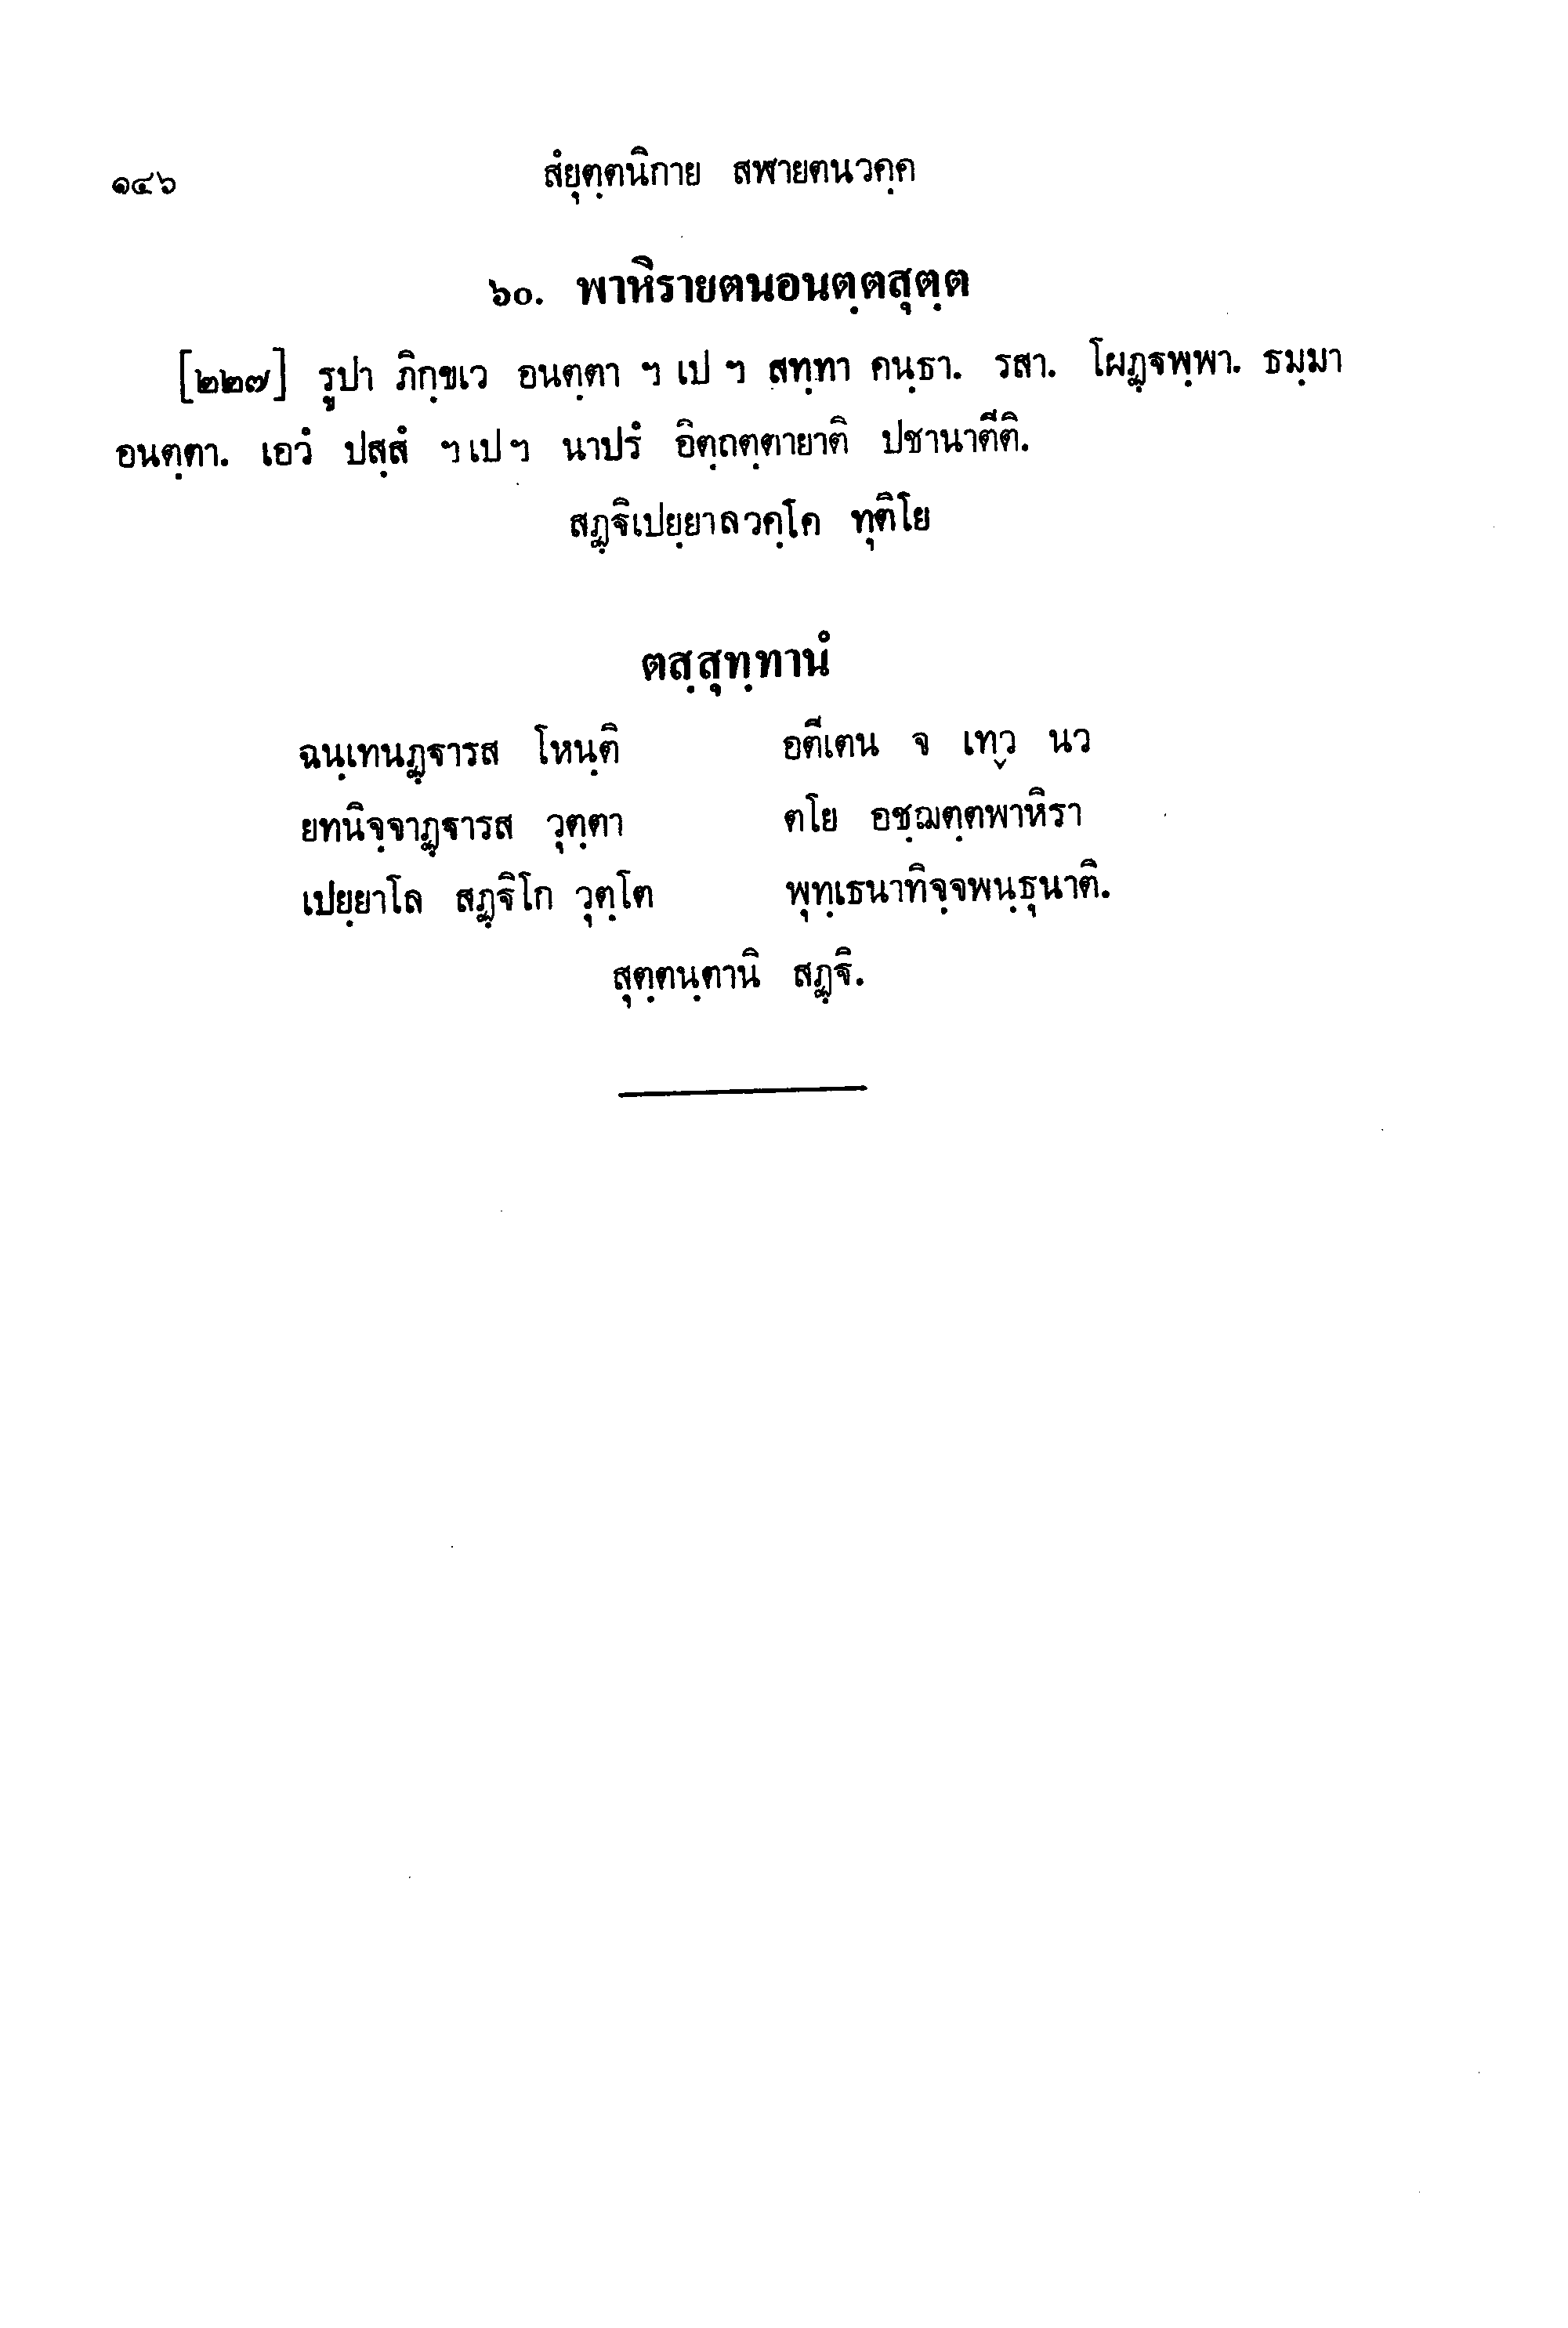 ๑๔๖ สํยุตฺตนิกาย สฬายตนวคฺค
๖๐. พาหิรายตนอนตฺตสุตฺต
[๒๒๗] รูปา ภิกฺขเว อนตฺตา ฯ เป ฯ สทฺทา คนฺธา. รสา. โผฏฺฐพฺพา. ธมฺมา
อนตฺตา. เอวํ ปสฺสํ ฯ เป ฯ นาปรํ อิตฺถตฺตายาติ ปชานาตีติ.
สฏฺฐิเปยฺยาลวคฺโค ทุติโย
ตสฺสุทฺทานํ
ฉนฺเทนฏฺฐารส โหนฺติ อตีเตน จ เทฺว นว
ยทนิจฺจาฏฺฐารส วุตฺตา ตโย อชฺฌตฺตพาหิรา
เปยฺยาโล สฏฺฐิโก วุตฺโต พุทฺเธนาทิจฺจพนฺธุนาติ.
สุตฺตนฺตานิ สฏฺฐิ.